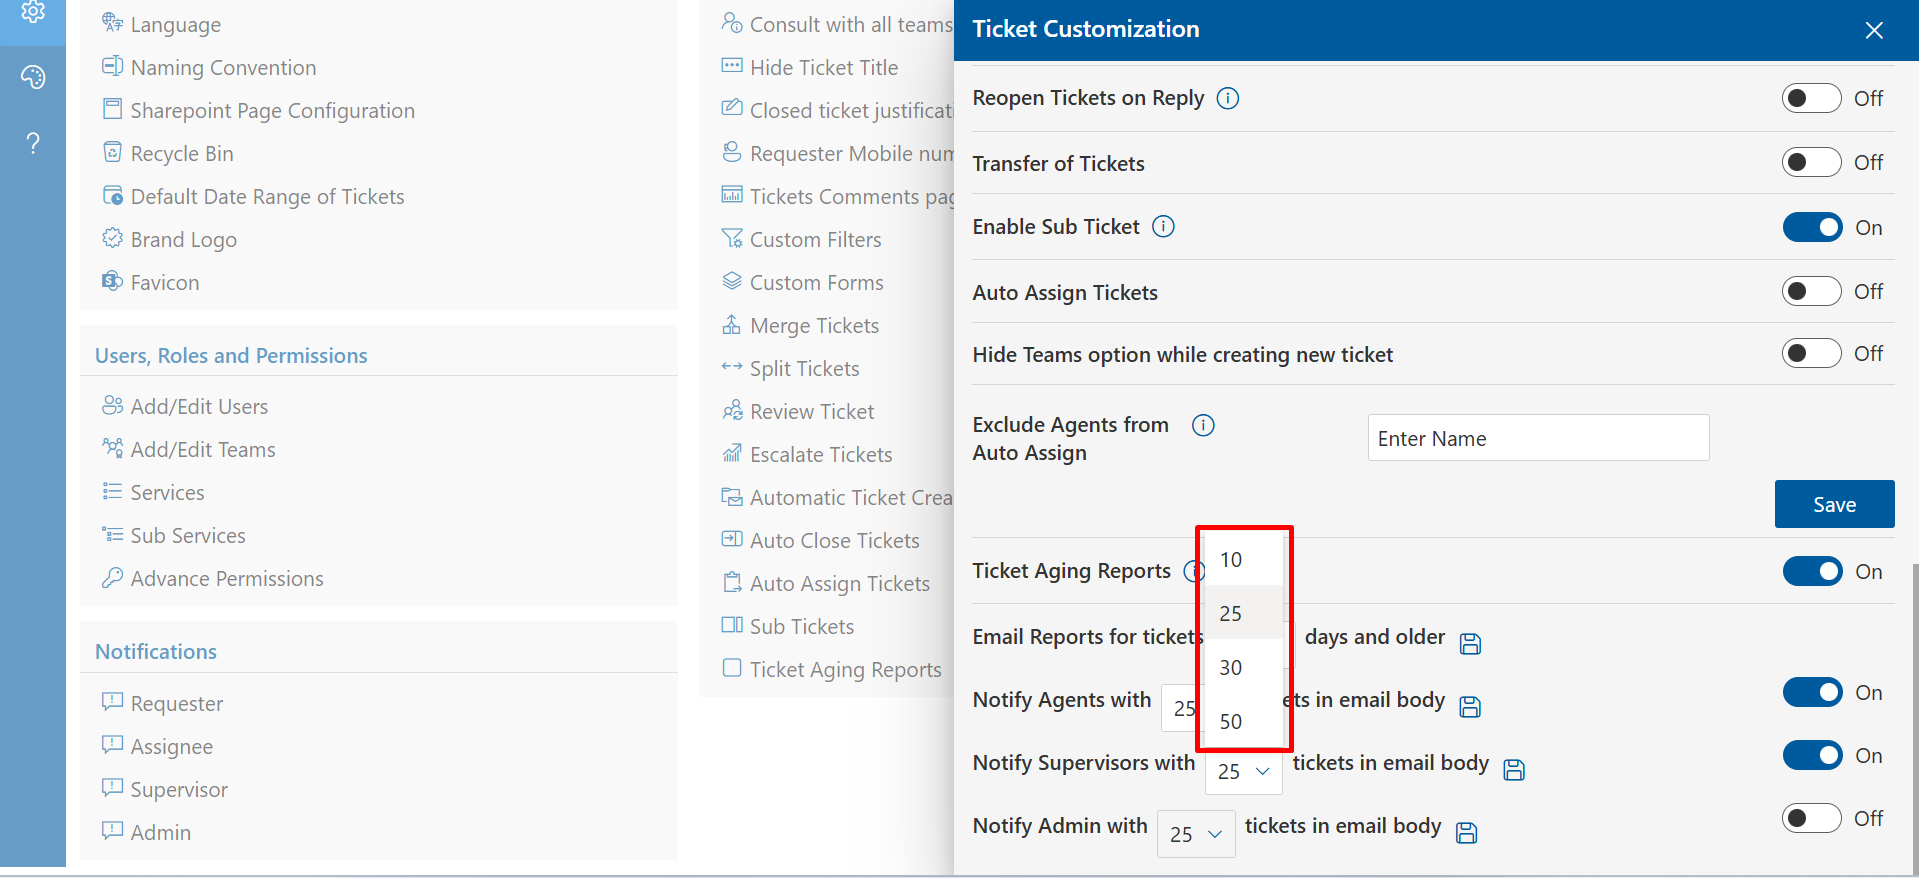 Language
Naming Convention
Sharepoint Page Configuration
Recycle Bin
Default Date Range of Tickets
Brand Logo
Favicon
Users, Roles and Permissions
Add/Edit Users
Add/Edit Teams
Services
Sub Services
Advance Permissions
Notifications
Requester
Assignee
Supervisor
Admin
Consult with all teams
Hide Ticket Title
Closed ticket justificati
Requester Mobile num
Tickets Comments pag
Custom Filters
Custom Forms
Merge Tickets
Split Tickets
Review Ticket
Escalate Tickets
Automatic Ticket Crea
Auto Close Tickets
Auto Assign Tickets
Sub Tickets
Ticket Aging Reports
Ticket Customization
Reopen Tickets on Reply Off
Transfer of Tickets Off
Enable Sub Ticket On
Auto Assign Tickets Off
Hide Teams option while creating new ticket Off
Exclude Agents from
Auto Assign
Enter Name
Save
Ticket Aging Reports On
10
25
30
50
Email Reports for tickets days and older
Notify Agents with 25 ets in email body On
Notify Supervisors with 25 tickets in email body On
Notify Admin with 25 tickets in email body Off